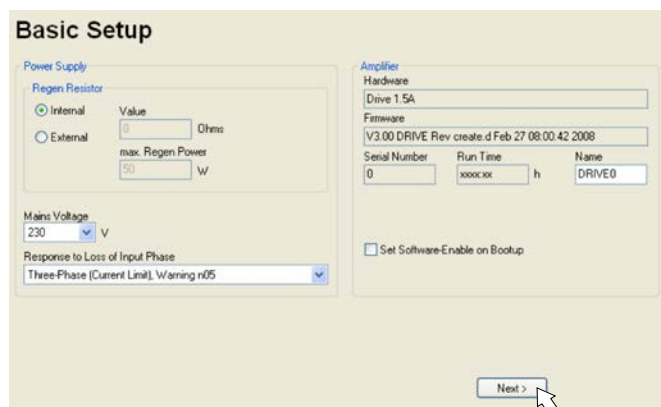 Basic Setup
Power Supply
Regen Resistor
Internal
External
Value
0 Ohms
max. Regen Power
50 W
Mains Voltage
230 V
Response to Loss of Input Phase
Three-Phase (Current Limit), Warning n05
Amplifier
Hardware
Drive 1.5A
Firmware
V3.00 DRIVE Rev create.d Feb 27 08:00:42 2008
Serial Number Run Time Name
0 xxxx:xx h DRIVE0
Set Software-Enable on Bootup
Next >